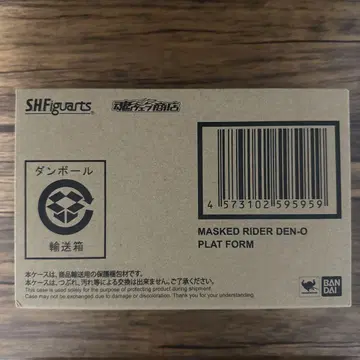 S.H.Figuarts
魂ウェブ商店
ダンボール
輸送箱
4 573102 595959
MASKED RIDER DEN-O
PLAT FORM
本ケースは、商品輸送用の保護梱包材です。
本ケースは、つぶれ、汚れ等による交換は出来ません。ご了承ください。
This case is used solely for the purpose of protecting product during shipment.
Case may not be exchanged due to damage or discoloration. Thank you for your understanding.
BAN
DAI